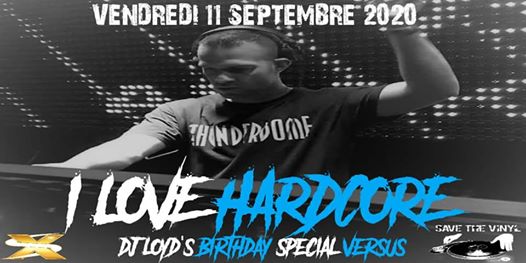 VENDREDI 11 SEPTEMBRE 2020
THUNDERDOME
I LOVE HARDCORE
SAVE THE VINYL
DJ LOYD'S BIRTHDAY SPECIAL VERSUS
X